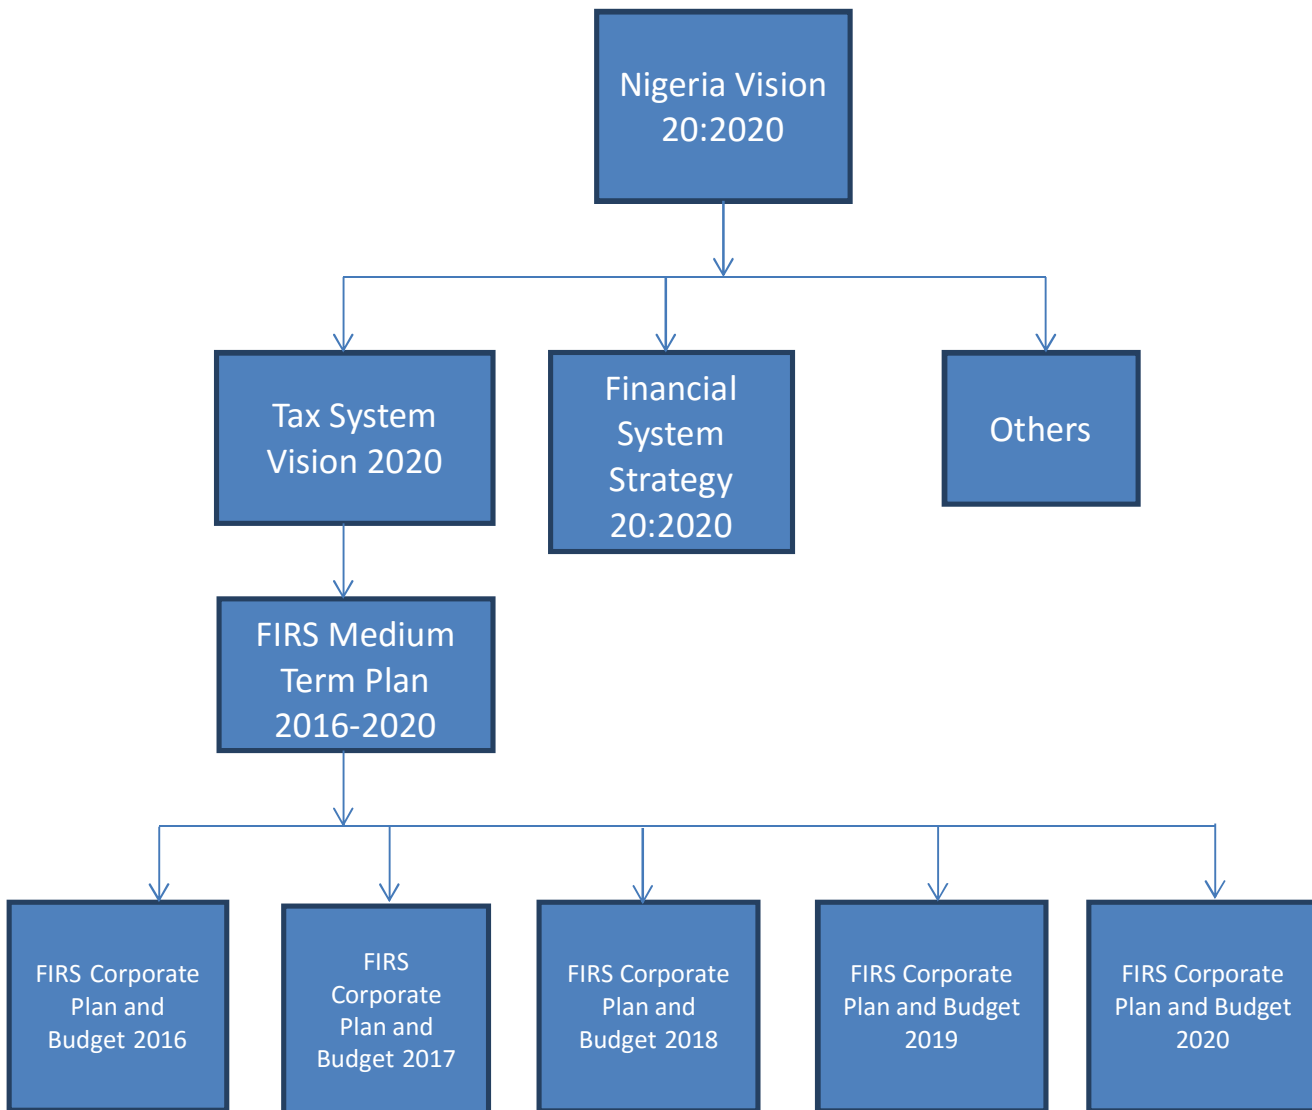 Nigeria Vision
20:2020
Tax System
Vision 2020
Financial
System
Strategy
20:2020
Others
FIRS Medium
Term Plan
2016-2020
FIRS Corporate
Plan and
Budget 2016
FIRS
Corporate
Plan and
Budget 2017
FIRS Corporate
Plan and
Budget 2018
FIRS Corporate
Plan and Budget
2019
FIRS Corporate
Plan and Budget
2020